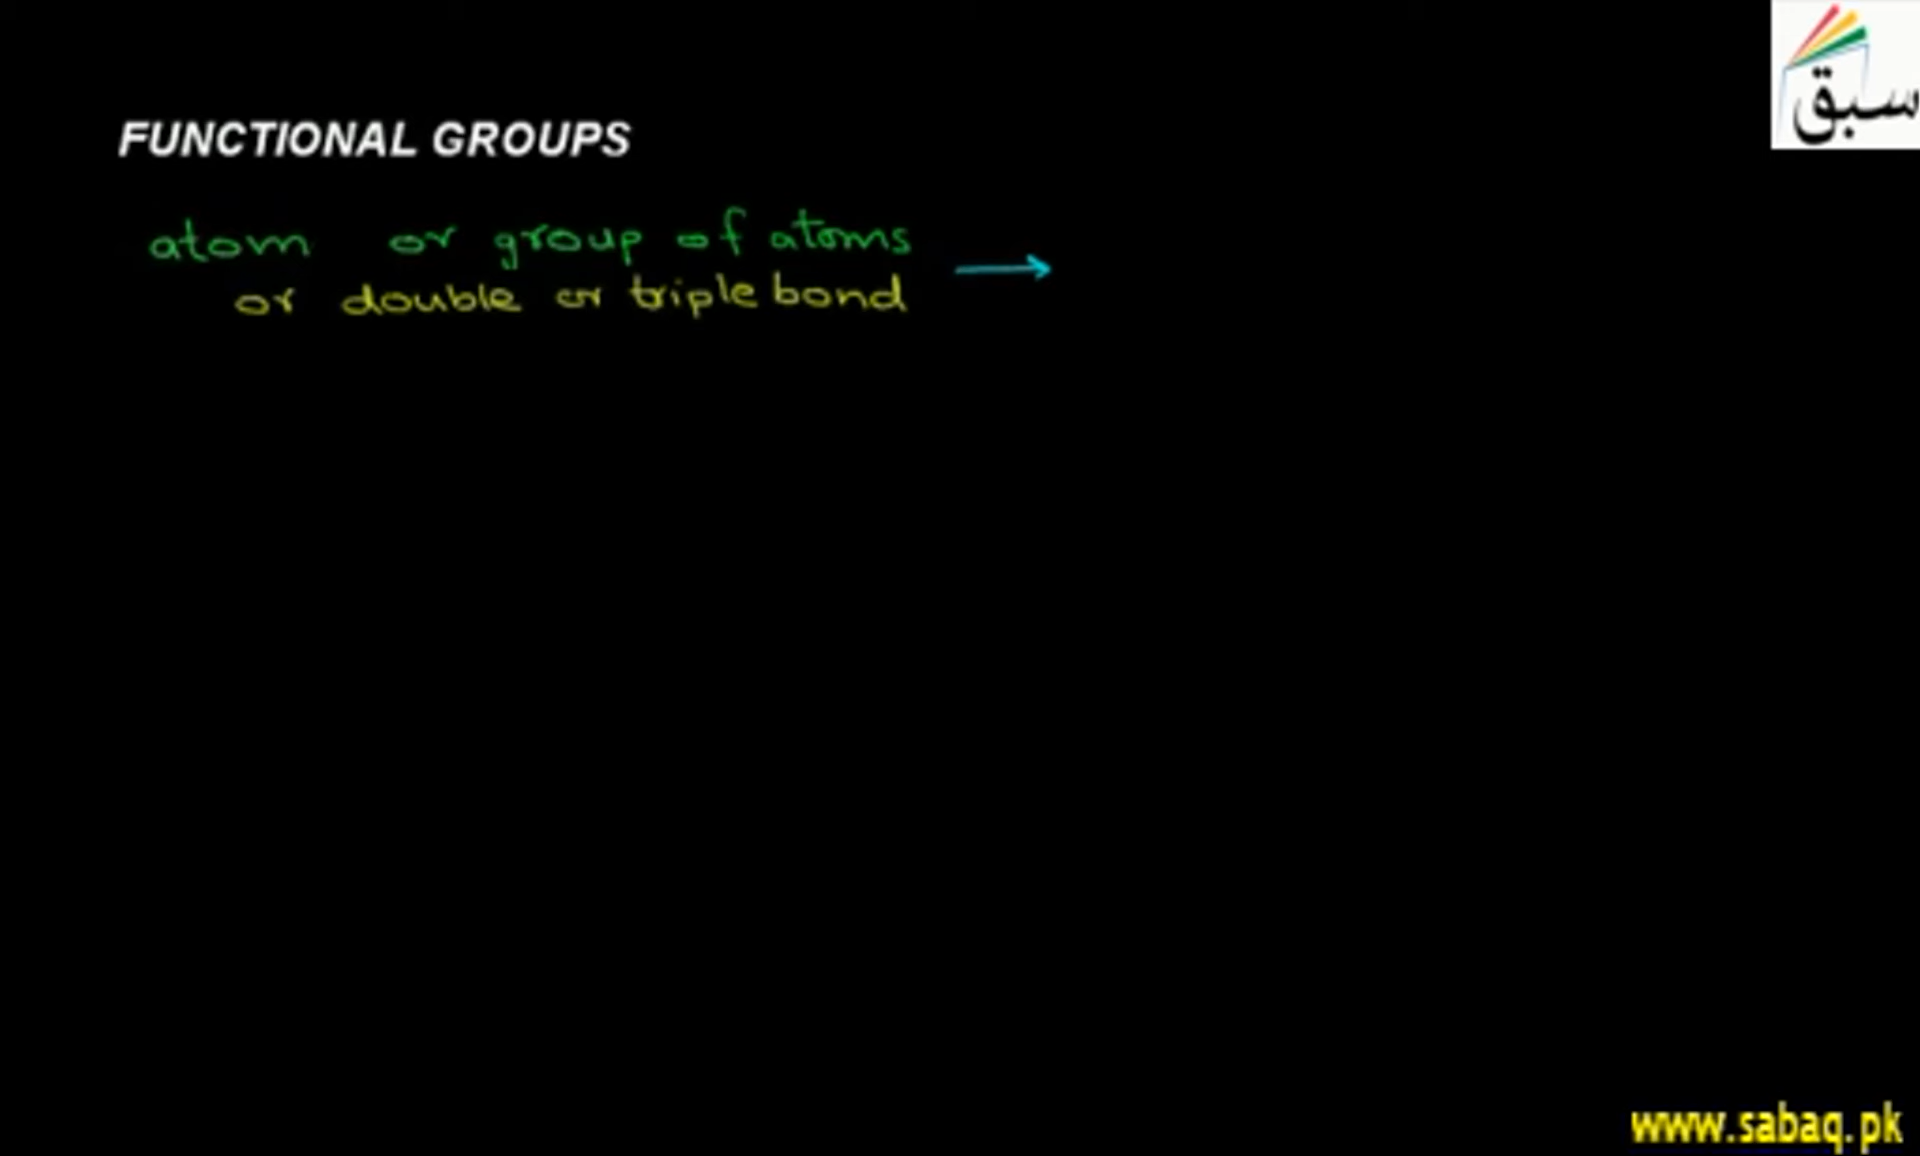 سبق
FUNCTIONAL GROUPS
atom or group of atoms
or double or triple bond
www.sabaq.pk